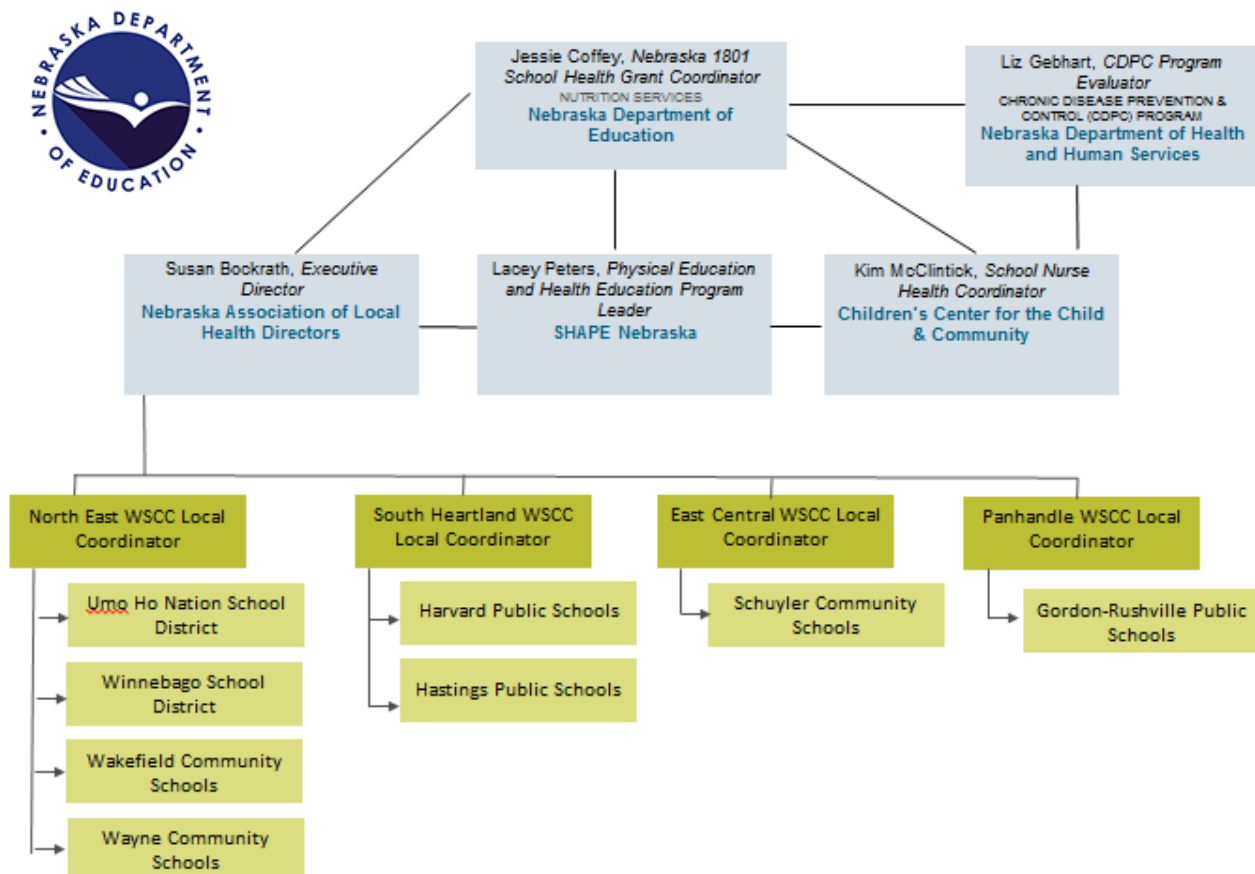 NEBRASKA DEPARTMENT
OF EDUCATION
Jessie Coffey, Nebraska 1801
School Health Grant Coordinator
NUTRITION SERVICES
Nebraska Department of
Education
Liz Gebhart, CDPC Program
Evaluator
CHRONIC DISEASE PREVENTION &
CONTROL (CDPC) PROGRAM
Nebraska Department of Health
and Human Services
Susan Bockrath, Executive
Director
Nebraska Association of Local
Health Directors
Lacey Peters, Physical Education
and Health Education Program
Leader
SHAPE Nebraska
Kim McClintick, School Nurse
Health Coordinator
Children's Center for the Child
& Community
North East WSCC Local
Coordinator
South Heartland WSCC
Local Coordinator
East Central WSCC Local
Coordinator
Panhandle WSCC Local
Coordinator
Umo Ho Nation School
District
Winnebago School
District
Wakefield Community
Schools
Wayne Community
Schools
Harvard Public Schools
Hastings Public Schools
Schuyler Community
Schools
Gordon-Rushville Public
Schools